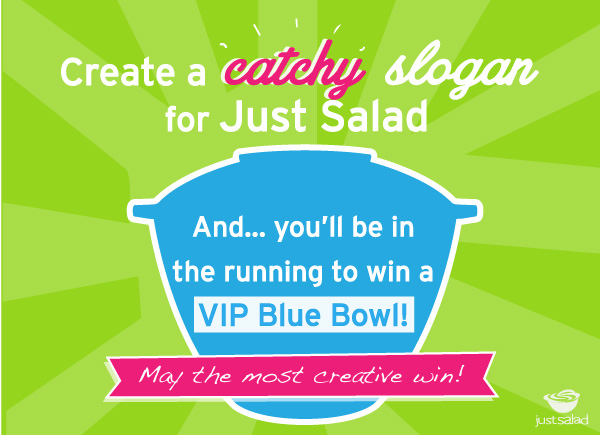 Create a catchy slogan
for Just Salad
And... you'll be in
the running to win a
VIP Blue Bowl!
May the most creative win!
just salad